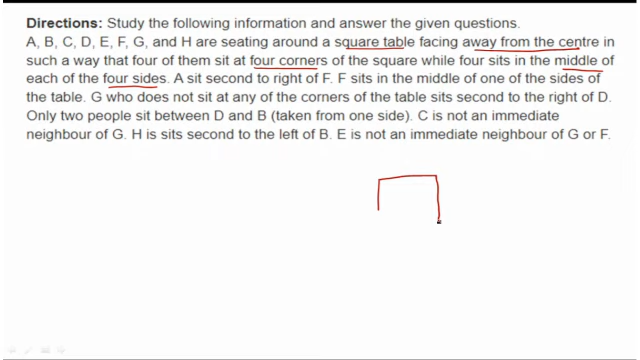 Directions: Study the following information and answer the given questions.
A, B, C, D, E, F, G, and H are seating around a square table facing away from the centre in
such a way that four of them sit at four corners of the square while four sits in the middle of
each of the four sides. A sit second to right of F. F sits in the middle of one of the sides of
the table. G who does not sit at any of the corners of the table sits second to the right of D.
Only two people sit between D and B (taken from one side). C is not an immediate
neighbour of G. H is sits second to the left of B. E is not an immediate neighbour of G or F.